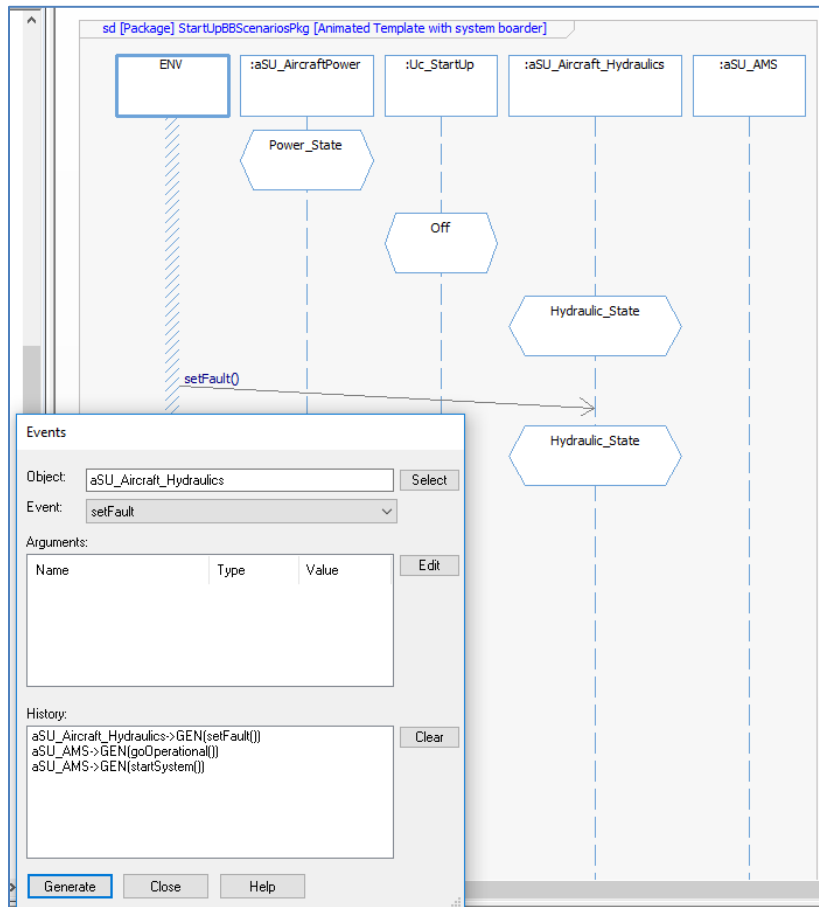 sd [Package] StartUpBBScenariosPkg [Animated Template with system boarder]
ENV
:aSU_AircraftPower
:Uc_StartUp
:aSU_Aircraft_Hydraulics
:aSU_AMS
Power_State
Off
Hydraulic_State
setFault()
Hydraulic_State
Events
Object: aSU_Aircraft_Hydraulics Select
Event: setFault
Arguments:
Name Type Value Edit
History:
aSU_Aircraft_Hydraulics->GEN(setFault()) Clear
aSU_AMS->GEN(goOperational())
aSU_AMS->GEN(startSystem())
Generate Close Help